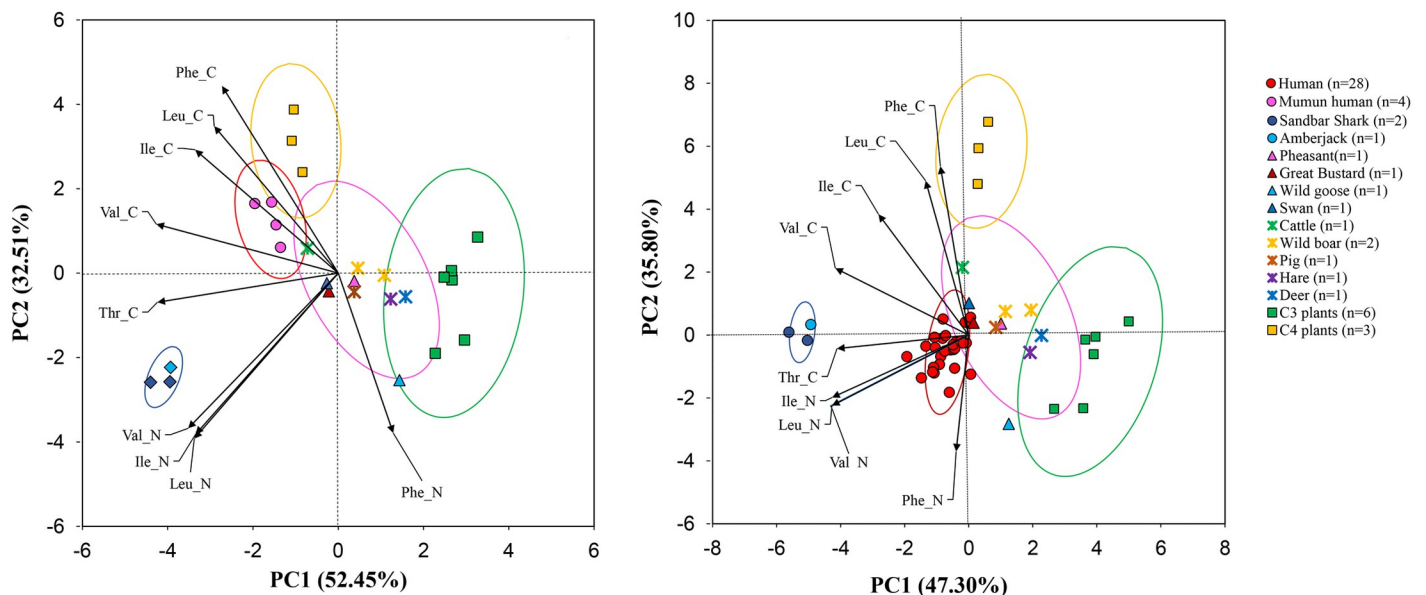 6
4
2
0
-2
-4
-6
-6
-4
-2
0
2
4
6
PC2 (32.51%)
PC1 (52.45%)
Phe_C
Leu_C
Ile_C
Val_C
Thr_C
Val_N
Ile_N
Leu_N
Phe_N
10
8
6
4
2
0
-2
-4
-6
-8
-6
-4
-2
0
2
4
6
8
PC2 (35.80%)
PC1 (47.30%)
Phe_C
Leu_C
Ile_C
Val_C
Thr_C
Ile_N
Leu_N
Val_N
Phe_N
Human (n=28)
Mumun human (n=4)
Sandbar Shark (n=2)
Amberjack (n=1)
Pheasant(n=1)
Great Bustard (n=1)
Wild goose (n=1)
Swan (n=1)
Cattle (n=1)
Wild boar (n=2)
Pig (n=1)
Hare (n=1)
Deer (n=1)
C3 plants (n=6)
C4 plants (n=3)